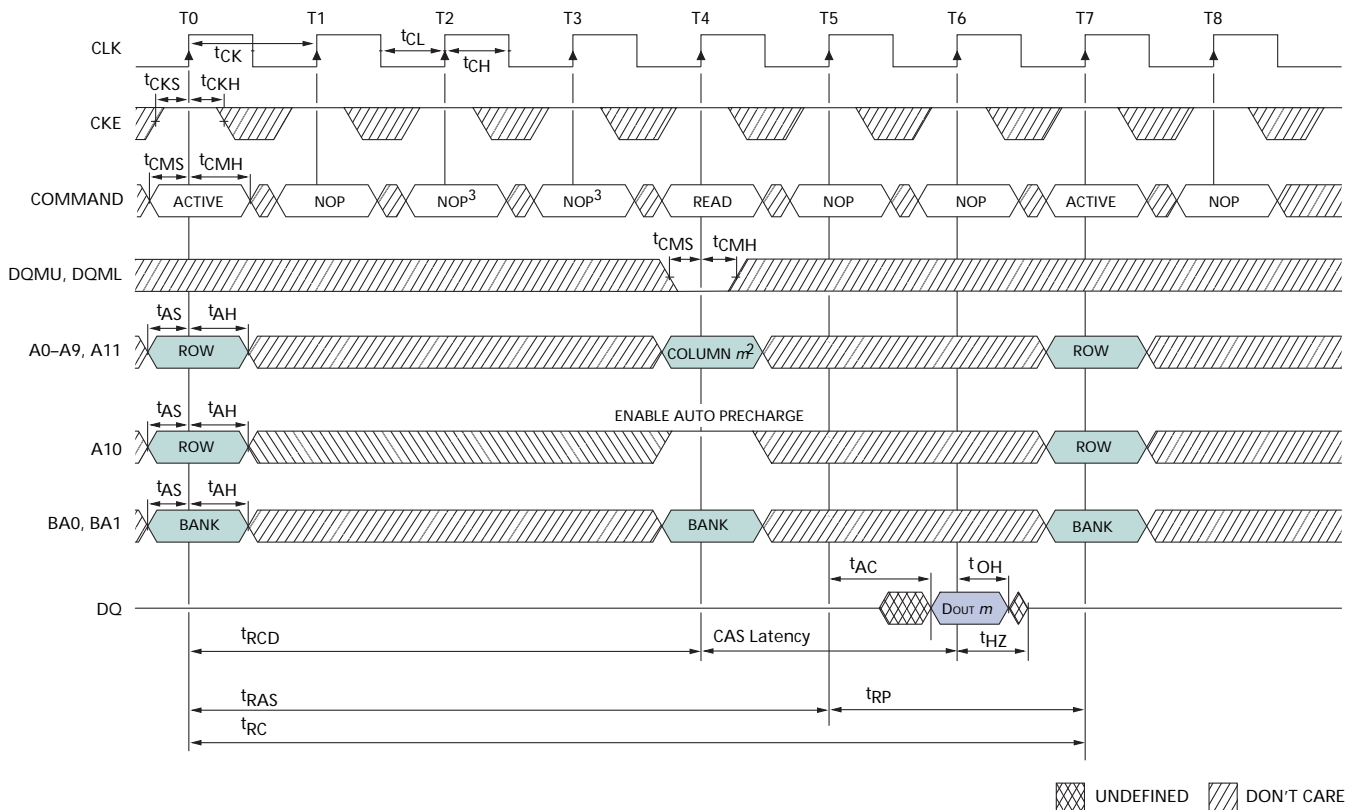 T0 T1 T2 T3 T4 T5 T6 T7 T8
CLK
tCK
tCL
tCH
tCKS
tCKH
CKE
tCMS
tCMH
COMMAND
ACTIVE
NOP
NOP3
NOP3
READ
NOP
NOP
ACTIVE
NOP
tCMS
tCMH
DQMU, DQML
tAS
tAH
A0–A9, A11
ROW
COLUMN m2
ROW
ENABLE AUTO PRECHARGE
tAS
tAH
A10
ROW
ROW
tAS
tAH
BA0, BA1
BANK
BANK
BANK
tAC
tOH
DQ
DOUT m
tRCD
CAS Latency
tHZ
tRAS
tRP
tRC
UNDEFINED
DON'T CARE